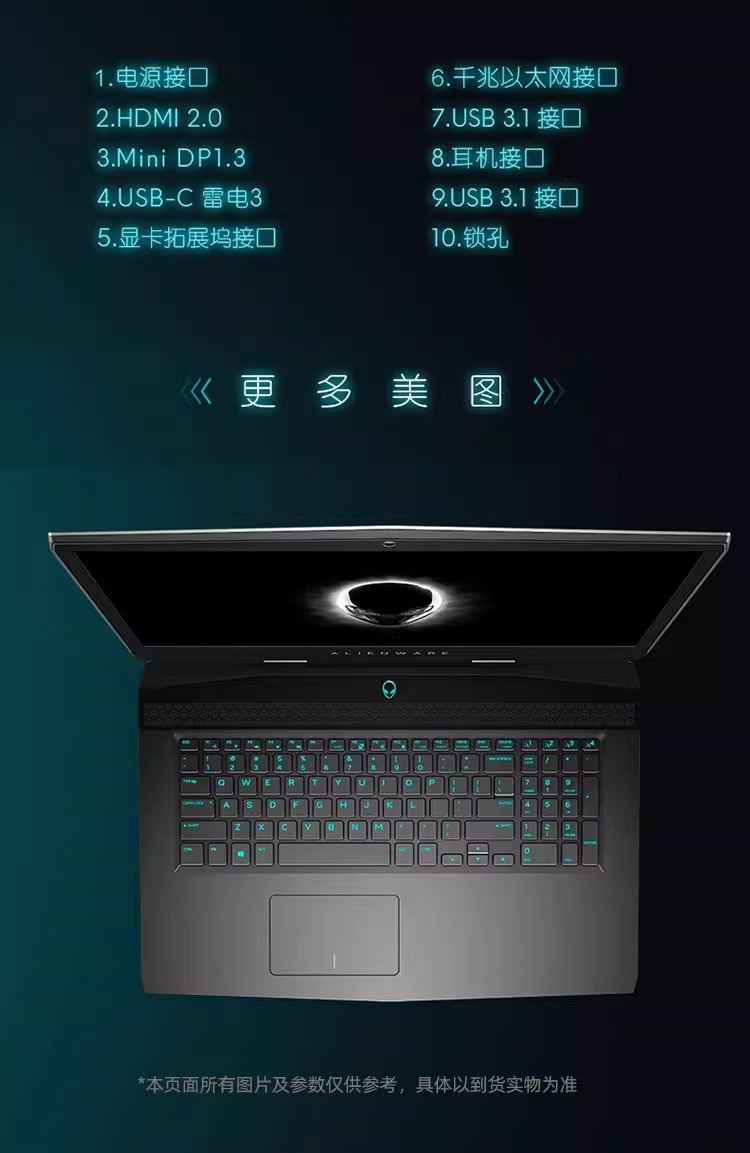 1.电源接口
2.HDMI 2.0
3.Mini DP1.3
4.USB-C 雷电3
5.显卡拓展坞接口
6.千兆以太网接口
7.USB 3.1 接口
8.耳机接口
9.USB 3.1 接口
10.锁孔
更多美图
ALIENWARE
Q W E R T Y U I O P
A S D F G H J K L
Z X C V B N M
*本页面所有图片及参数仅供参考，具体以到货实物为准